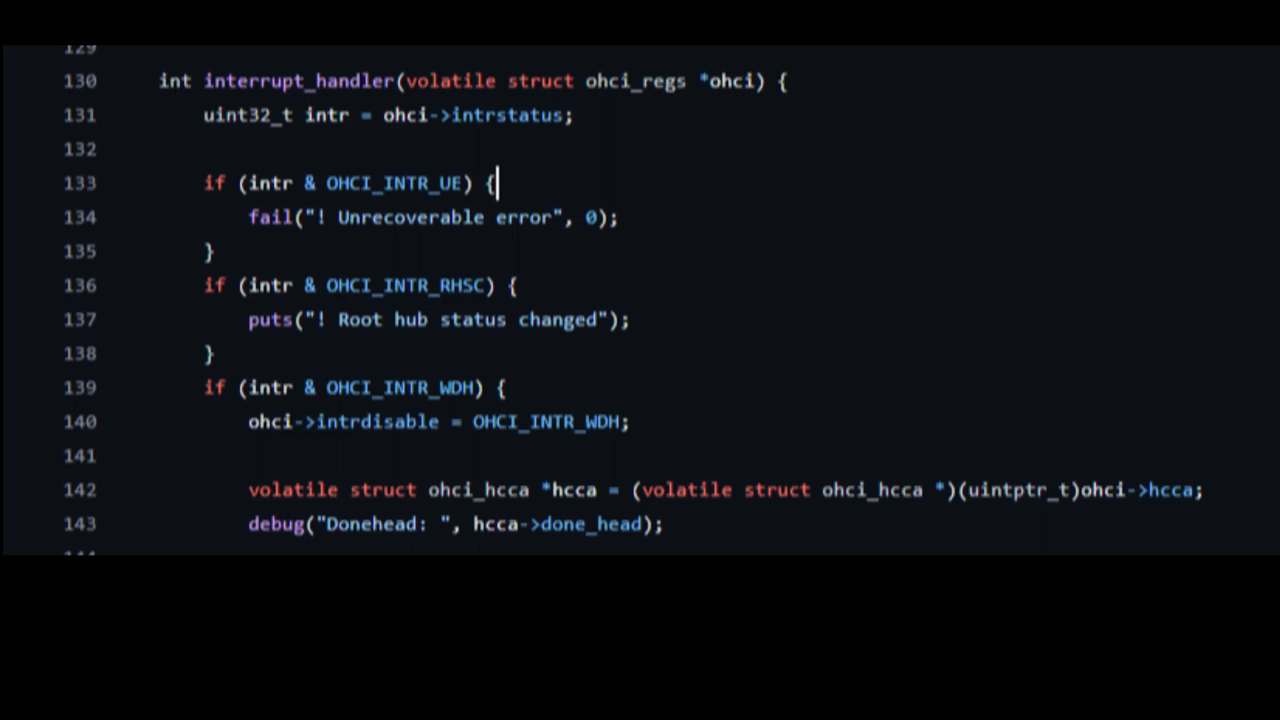 129
130 int interrupt_handler(volatile struct ohci_regs *ohci) {
131 uint32_t intr = ohci->intrstatus;
132
133 if (intr & OHCI_INTR_UE) {
134 fail("! Unrecoverable error", 0);
135 }
136 if (intr & OHCI_INTR_RHSC) {
137 puts("! Root hub status changed");
138 }
139 if (intr & OHCI_INTR_WDH) {
140 ohci->intrdisable = OHCI_INTR_WDH;
141
142 volatile struct ohci_hcca *hcca = (volatile struct ohci_hcca *)(uintptr_t)ohci->hcca;
143 debug("Donehead: ", hcca->done_head);